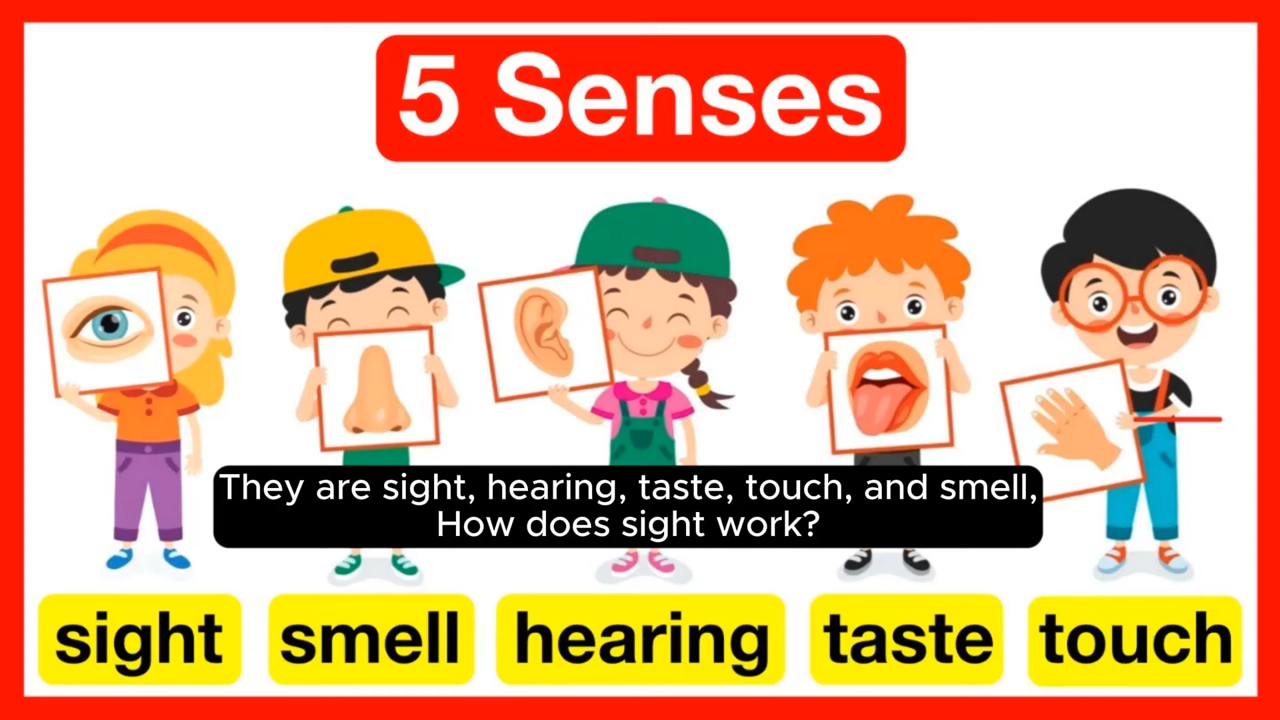 5 Senses
They are sight, hearing, taste, touch, and smell,
How does sight work?
sight
smell
hearing
taste
touch